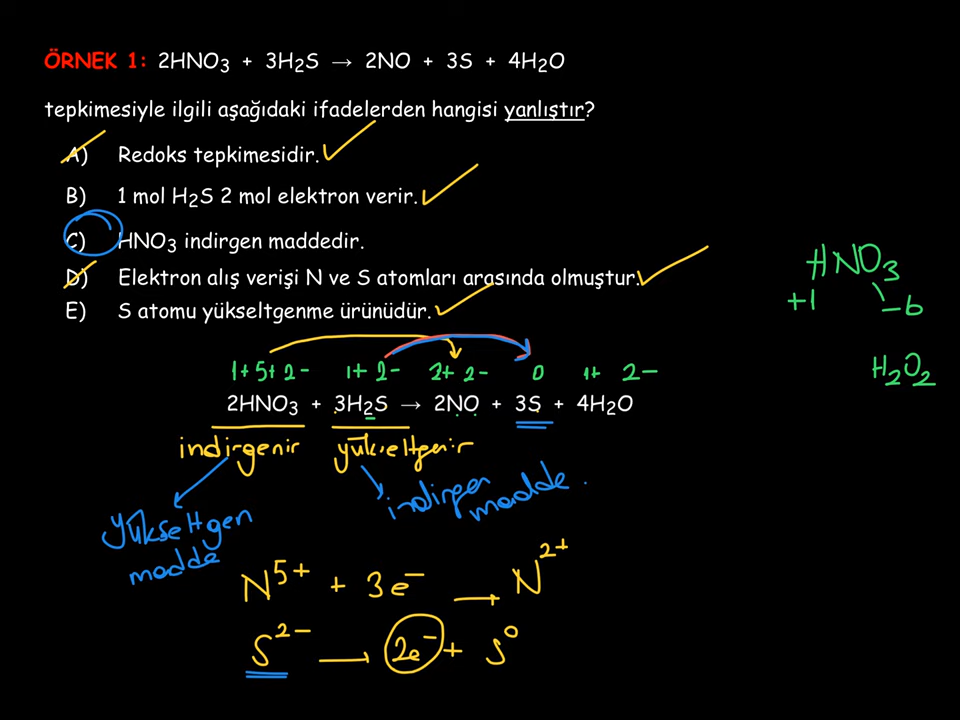 ÖRNEK 1: 2HNO3 + 3H2S → 2NO + 3S + 4H2O
tepkimesiyle ilgili aşağıdaki ifadelerden hangisi yanlıştır?
A) Redoks tepkimesidir.
B) 1 mol H2S 2 mol elektron verir.
C) HNO3 indirgen maddedir.
D) Elektron alış verişi N ve S atomları arasında olmuştur.
E) S atomu yükseltgenme ürünüdür.
HNO3
+1 -6
H2O2
1+ 5+ 2- 1+ 2- 2+ 2- 0 1+ 2-
2HNO3 + 3H2S → 2NO + 3S + 4H2O
indirgenir yükseltgenir
yükseltgen madde
indirgen madde.
N5+ + 3e- → N2+
S2- → 2e- + S0